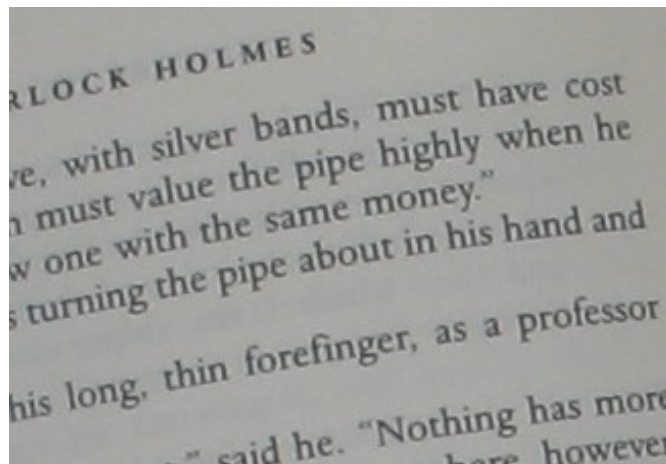 RLOCK HOLMES
ve, with silver bands, must have cost
n must value the pipe highly when he
w one with the same money."
s turning the pipe about in his hand and
his long, thin forefinger, as a professor
" said he. "Nothing has more
here, however